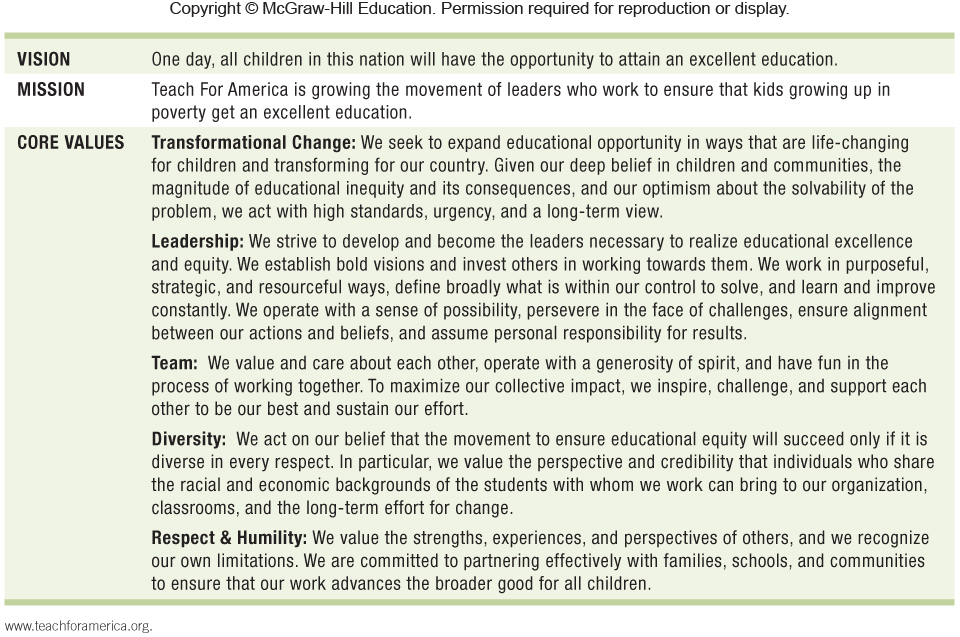 Copyright © McGraw-Hill Education. Permission required for reproduction or display.
VISION One day, all children in this nation will have the opportunity to attain an excellent education.
MISSION Teach For America is growing the movement of leaders who work to ensure that kids growing up in
poverty get an excellent education.
CORE VALUES Transformational Change: We seek to expand educational opportunity in ways that are life-changing
for children and transforming for our country. Given our deep belief in children and communities, the
magnitude of educational inequity and its consequences, and our optimism about the solvability of the
problem, we act with high standards, urgency, and a long-term view.
Leadership: We strive to develop and become the leaders necessary to realize educational excellence
and equity. We establish bold visions and invest others in working towards them. We work in purposeful,
strategic, and resourceful ways, define broadly what is within our control to solve, and learn and improve
constantly. We operate with a sense of possibility, persevere in the face of challenges, ensure alignment
between our actions and beliefs, and assume personal responsibility for results.
Team: We value and care about each other, operate with a generosity of spirit, and have fun in the
process of working together. To maximize our collective impact, we inspire, challenge, and support each
other to be our best and sustain our effort.
Diversity: We act on our belief that the movement to ensure educational equity will succeed only if it is
diverse in every respect. In particular, we value the perspective and credibility that individuals who share
the racial and economic backgrounds of the students with whom we work can bring to our organization,
classrooms, and the long-term effort for change.
Respect & Humility: We value the strengths, experiences, and perspectives of others, and we recognize
our own limitations. We are committed to partnering effectively with families, schools, and communities
to ensure that our work advances the broader good for all children.
www.teachforamerica.org.